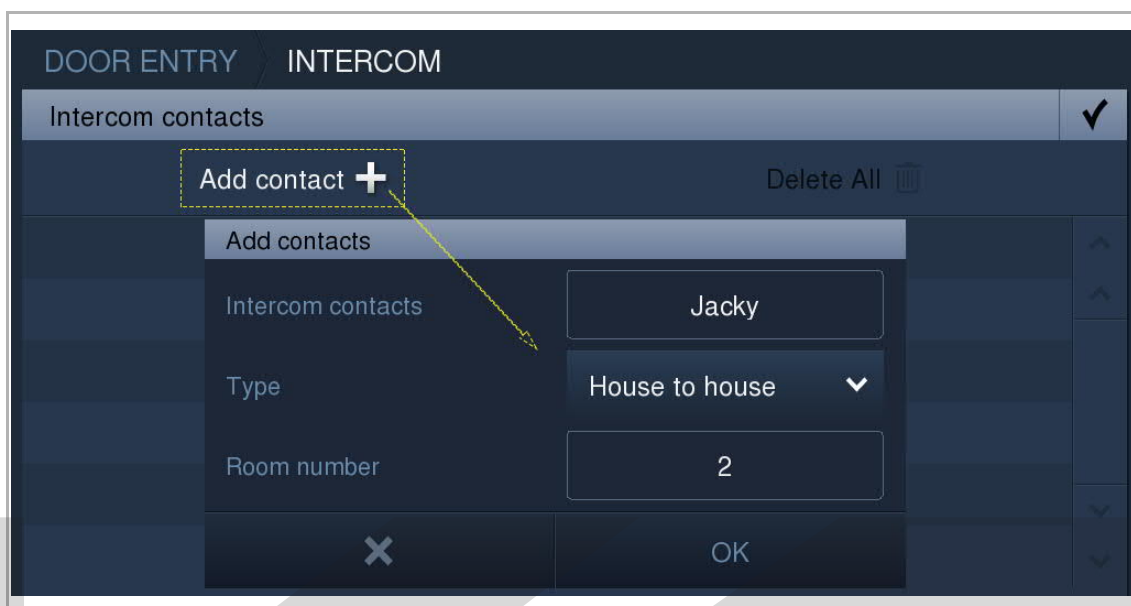 DOOR ENTRY INTERCOM
Intercom contacts
Add contact Delete All
Add contacts
Intercom contacts Jacky
Type House to house
Room number 2
OK